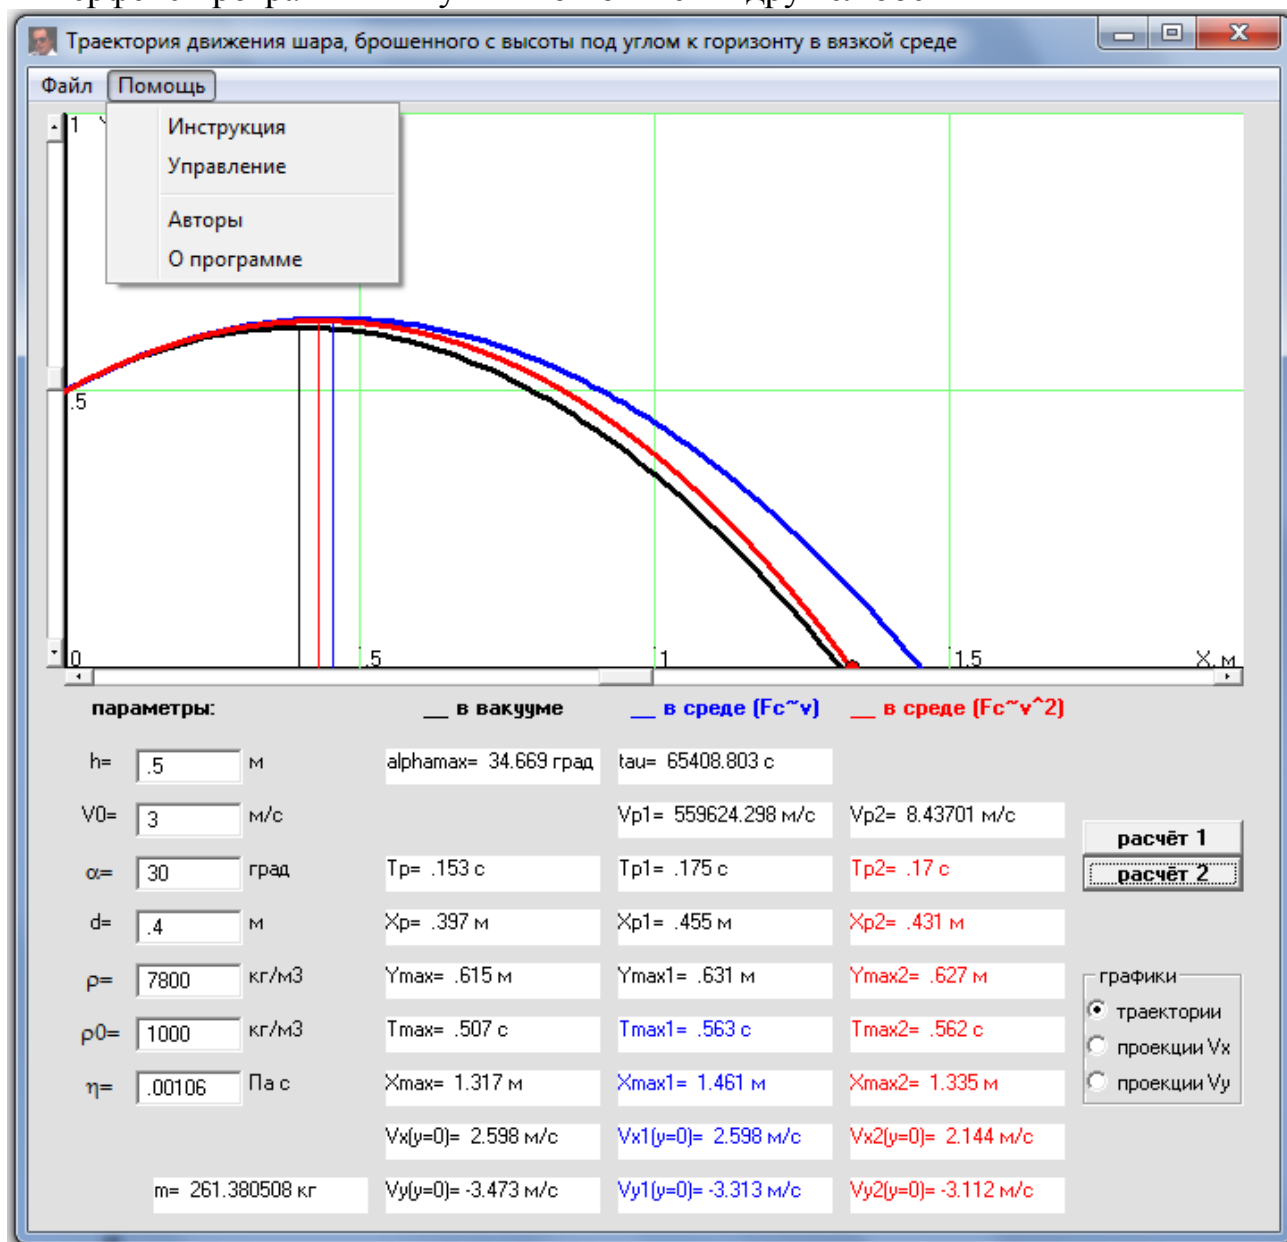 Траектория движения шара, брошенного с высоты под углом к горизонту в вязкой среде
Файл Помощь
Инструкция
Управление
Авторы
О программе
1
.5
0 .5 1 1.5 X, м
параметры: __ в вакууме __ в среде (Fc~v) __ в среде (Fc~v^2)
h= .5 м alphamax= 34.669 град tau= 65408.803 с
V0= 3 м/с Vp1= 559624.298 м/с Vp2= 8.43701 м/с
расчёт 1
α= 30 град Tp= .153 с Tp1= .175 с Tp2= .17 с
расчёт 2
d= .4 м Xp= .397 м Xp1= .455 м Xp2= .431 м
ρ= 7800 кг/м3 Ymax= .615 м Ymax1= .631 м Ymax2= .627 м
графики
траектории
ρ0= 1000 кг/м3 Tmax= .507 с Tmax1= .563 с Tmax2= .562 с
проекции Vx
η= .00106 Па с Xmax= 1.317 м Xmax1= 1.461 м Xmax2= 1.335 м
проекции Vy
Vx(y=0)= 2.598 м/с Vx1(y=0)= 2.598 м/с Vx2(y=0)= 2.144 м/с
m= 261.380508 кг Vy(y=0)= -3.473 м/с Vy1(y=0)= -3.313 м/с Vy2(y=0)= -3.112 м/с